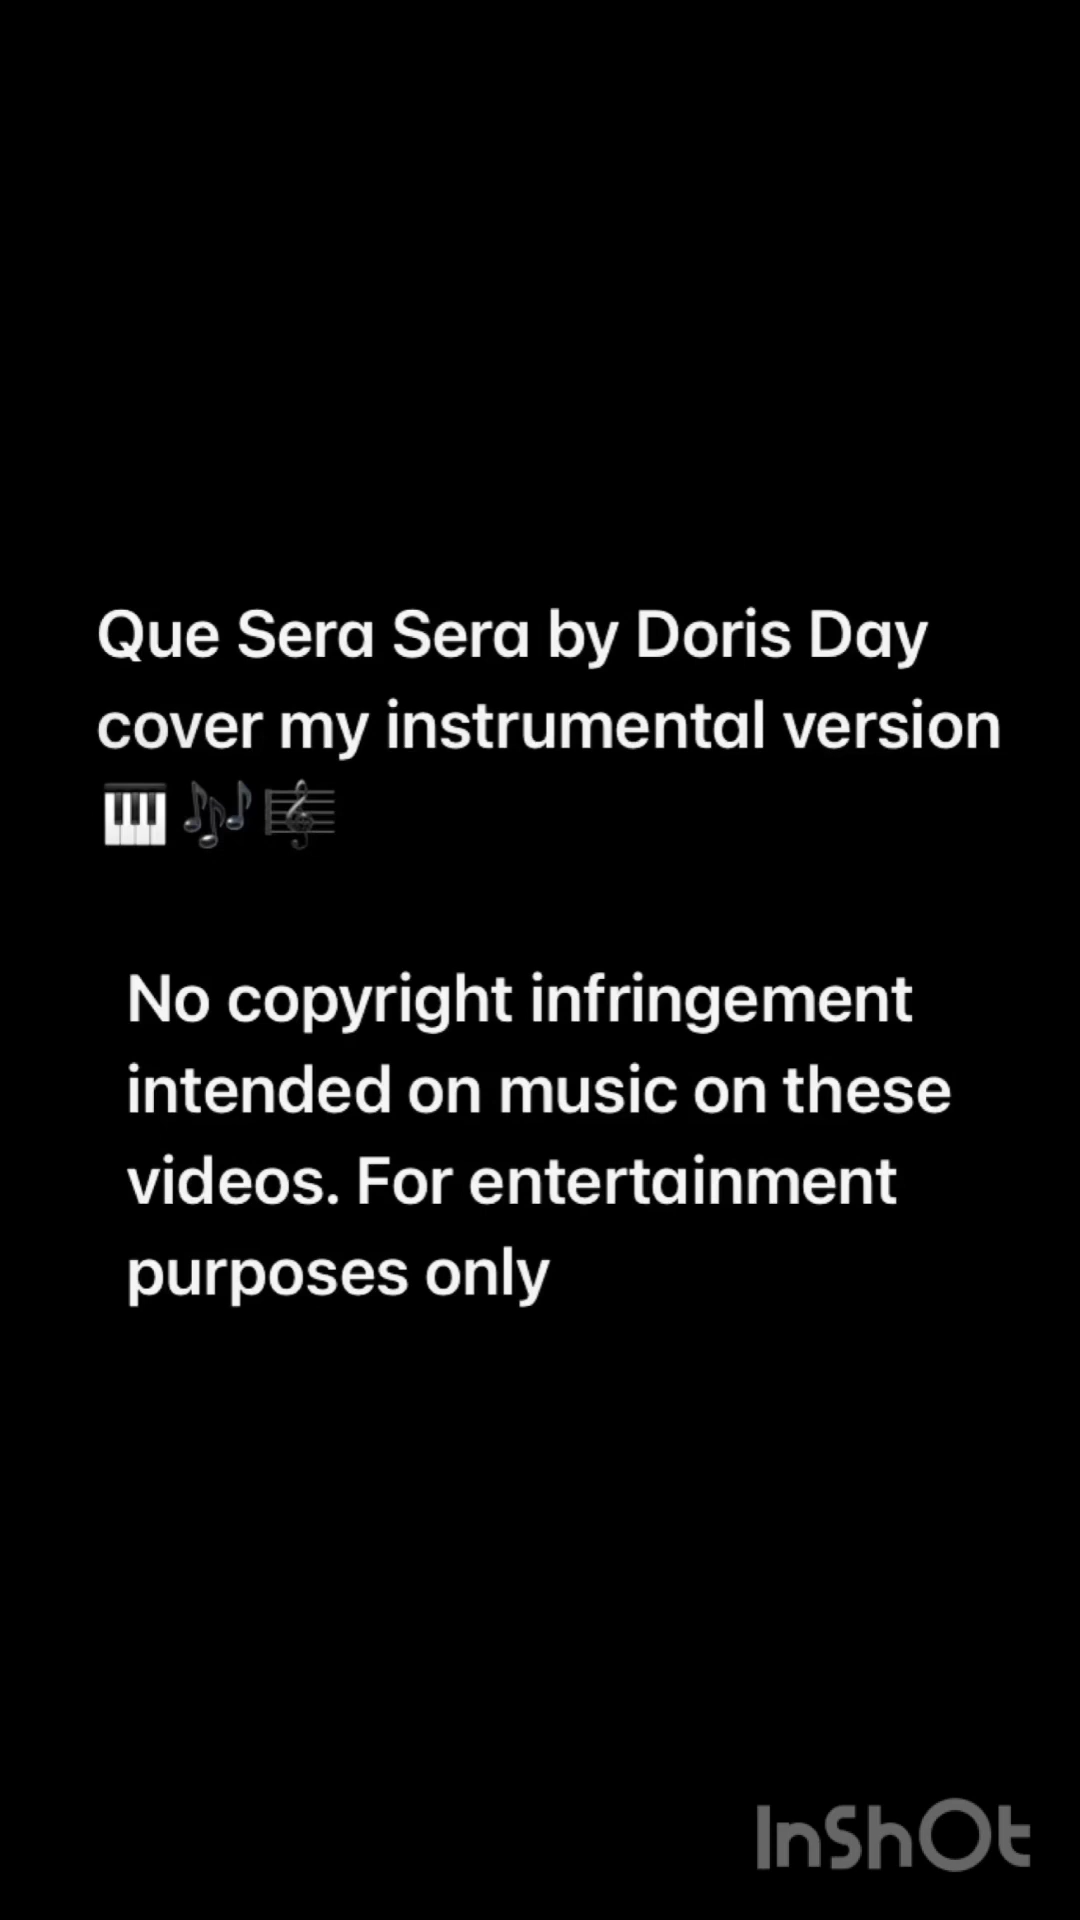 Que Sera Sera by Doris Day
cover my instrumental version
🎹🎶🎼
No copyright infringement
intended on music on these
videos. For entertainment
purposes only
InShOt